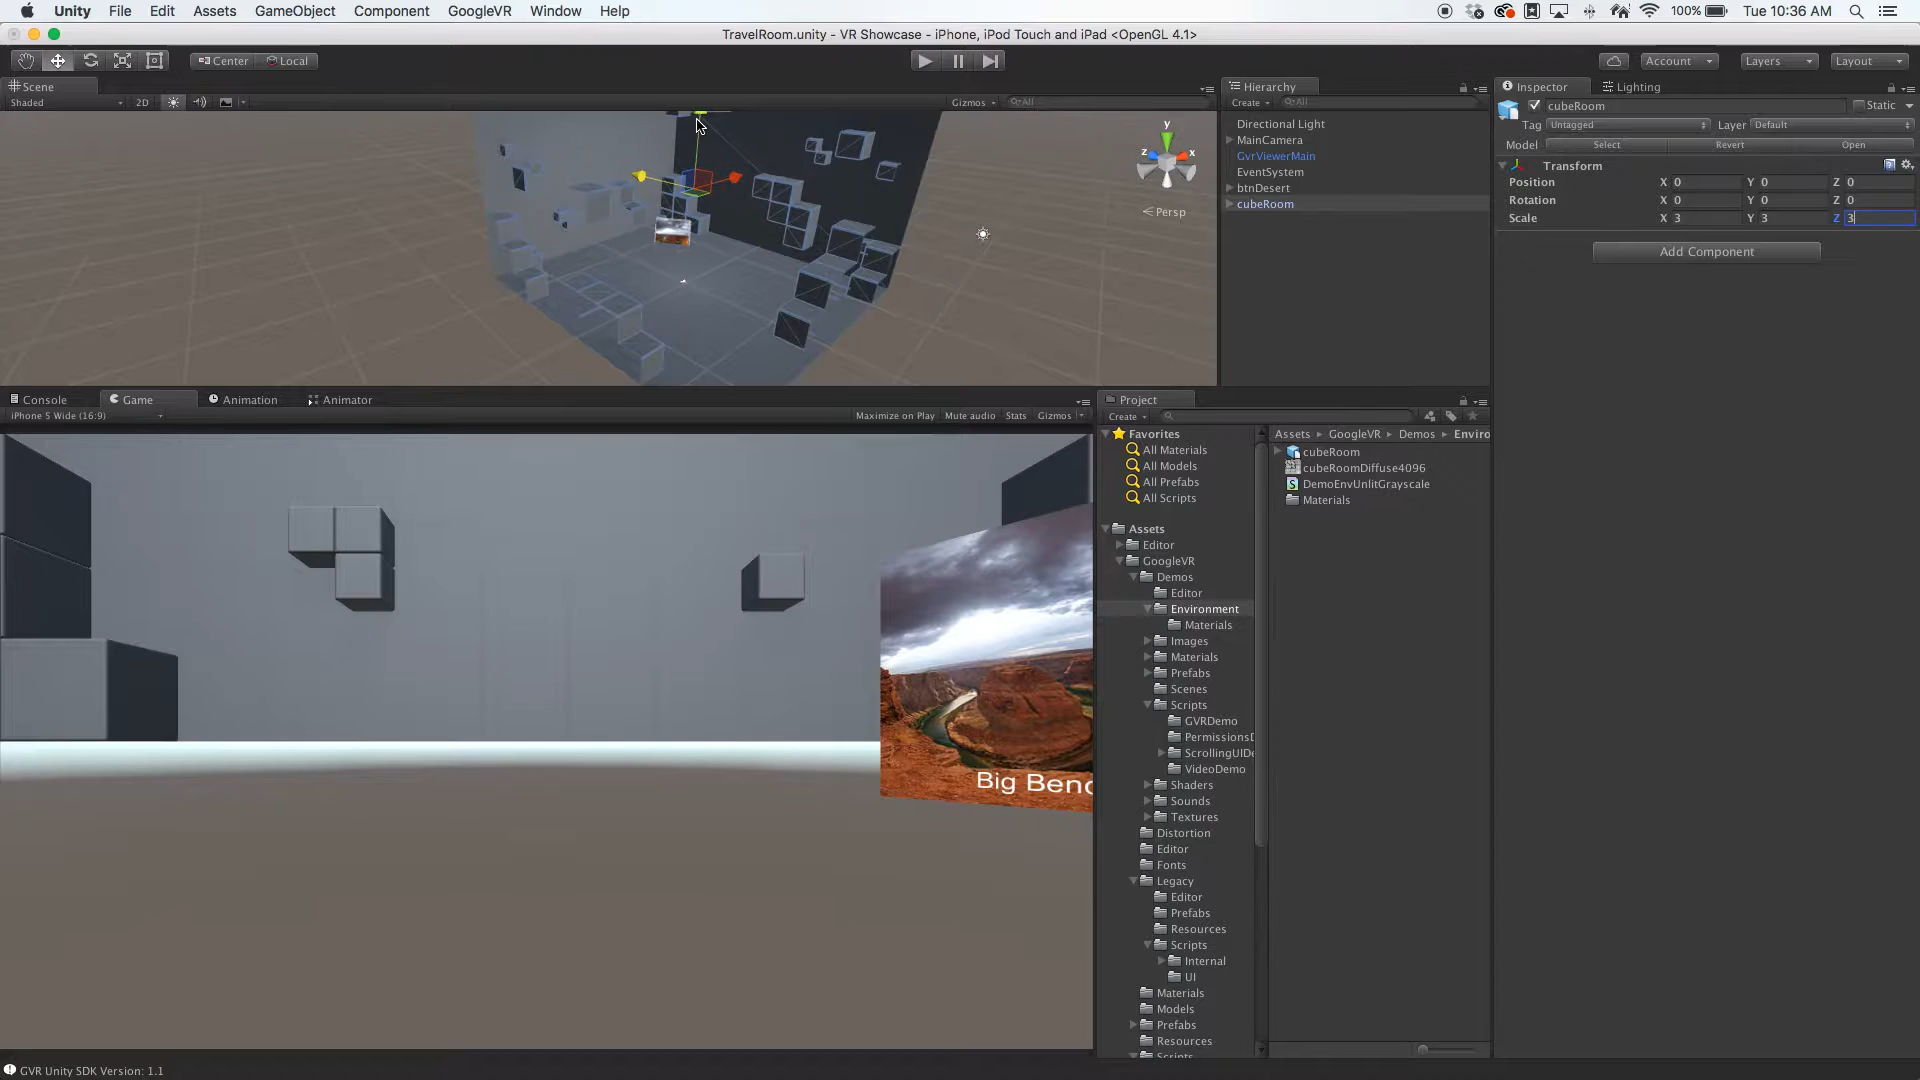 Unity File Edit Assets GameObject Component GoogleVR Window Help 100% Tue 10:36 AM
TravelRoom.unity - VR Showcase - iPhone, iPod Touch and iPad <OpenGL 4.1>
Center Local Account Layers Layout
Scene
Shaded 2D Gizmos All
y
z x
Persp
Hierarchy
Create All
Directional Light
MainCamera
GvrViewerMain
EventSystem
btnDesert
cubeRoom
Inspector Lighting
cubeRoom Static
Tag Untagged Layer Default
Model Select Revert Open
Transform
Position X 0 Y 0 Z 0
Rotation X 0 Y 0 Z 0
Scale X 3 Y 3 Z 3
Add Component
Console Game Animation Animator
iPhone 5 Wide (16:9) Maximize on Play Mute audio Stats Gizmos
Big Bend
Project
Create
Favorites
All Materials
All Models
All Prefabs
All Scripts
Assets
Editor
GoogleVR
Demos
Editor
Environment
Materials
Images
Materials
Prefabs
Scenes
Scripts
GVRDemo
PermissionsD
ScrollingUIDe
VideoDemo
Shaders
Sounds
Textures
Distortion
Editor
Fonts
Legacy
Editor
Prefabs
Resources
Scripts
Internal
UI
Materials
Models
Prefabs
Resources
Scripts
Assets GoogleVR Demos Enviro
cubeRoom
cubeRoomDiffuse4096
DemoEnvUnlitGrayscale
Materials
GVR Unity SDK Version: 1.1